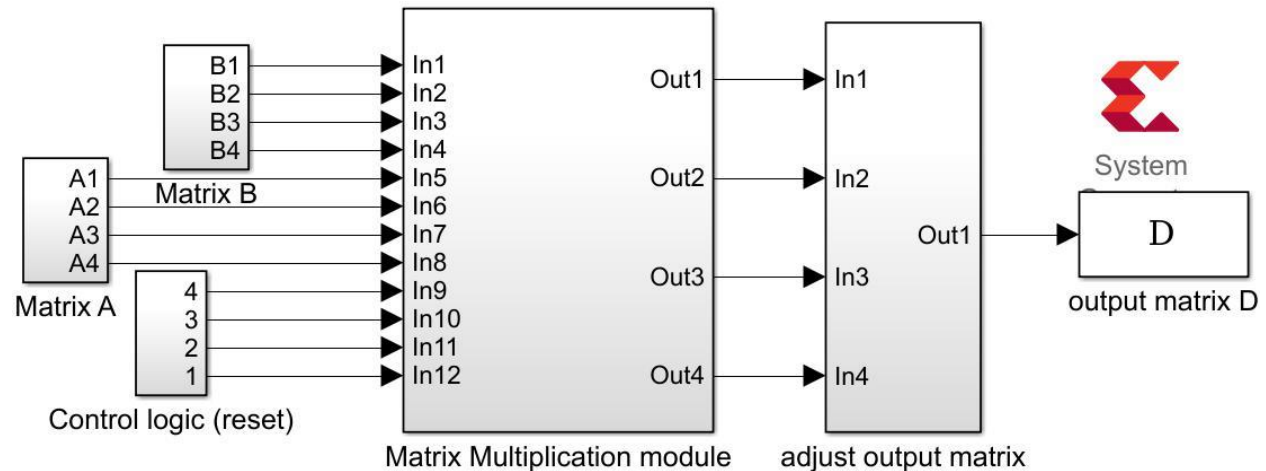 B1
B2
B3
B4
Matrix B
A1
A2
A3
A4
Matrix A
4
3
2
1
Control logic (reset)
In1
In2
In3
In4
In5
In6
In7
In8
In9
In10
In11
In12
Out1
Out2
Out3
Out4
Matrix Multiplication module
In1
In2
In3
In4
Out1
adjust output matrix
System
D
output matrix D